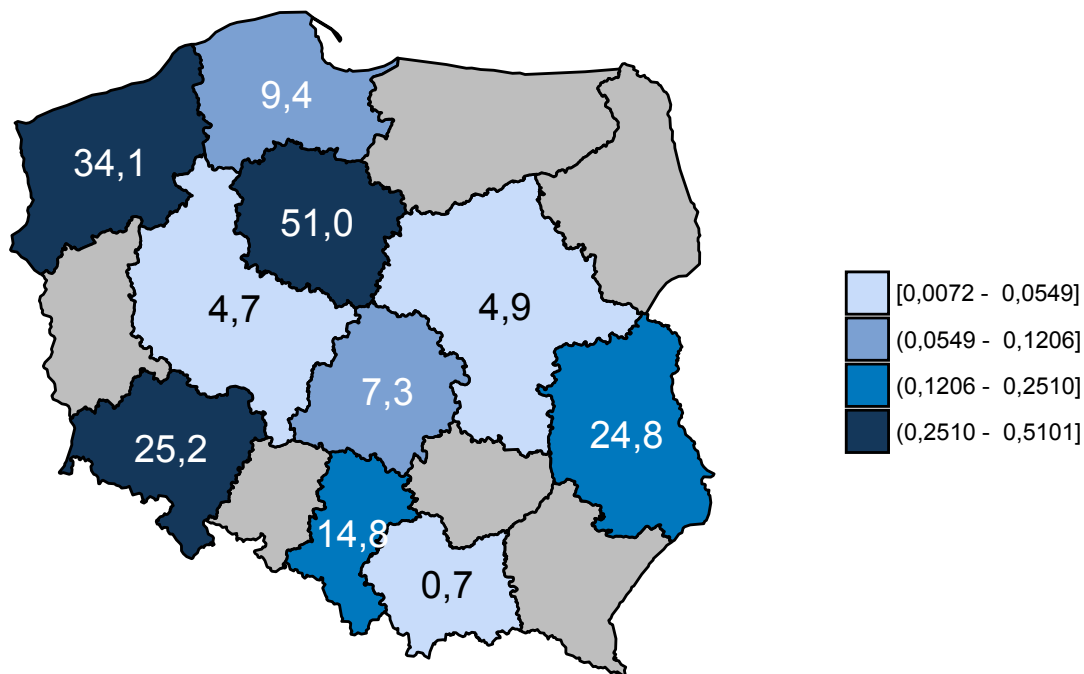 9,4
34,1
51,0
4,7
4,9
7,3
25,2
24,8
14,8
0,7
[0,0072 - 0,0549]
(0,0549 - 0,1206]
(0,1206 - 0,2510]
(0,2510 - 0,5101]